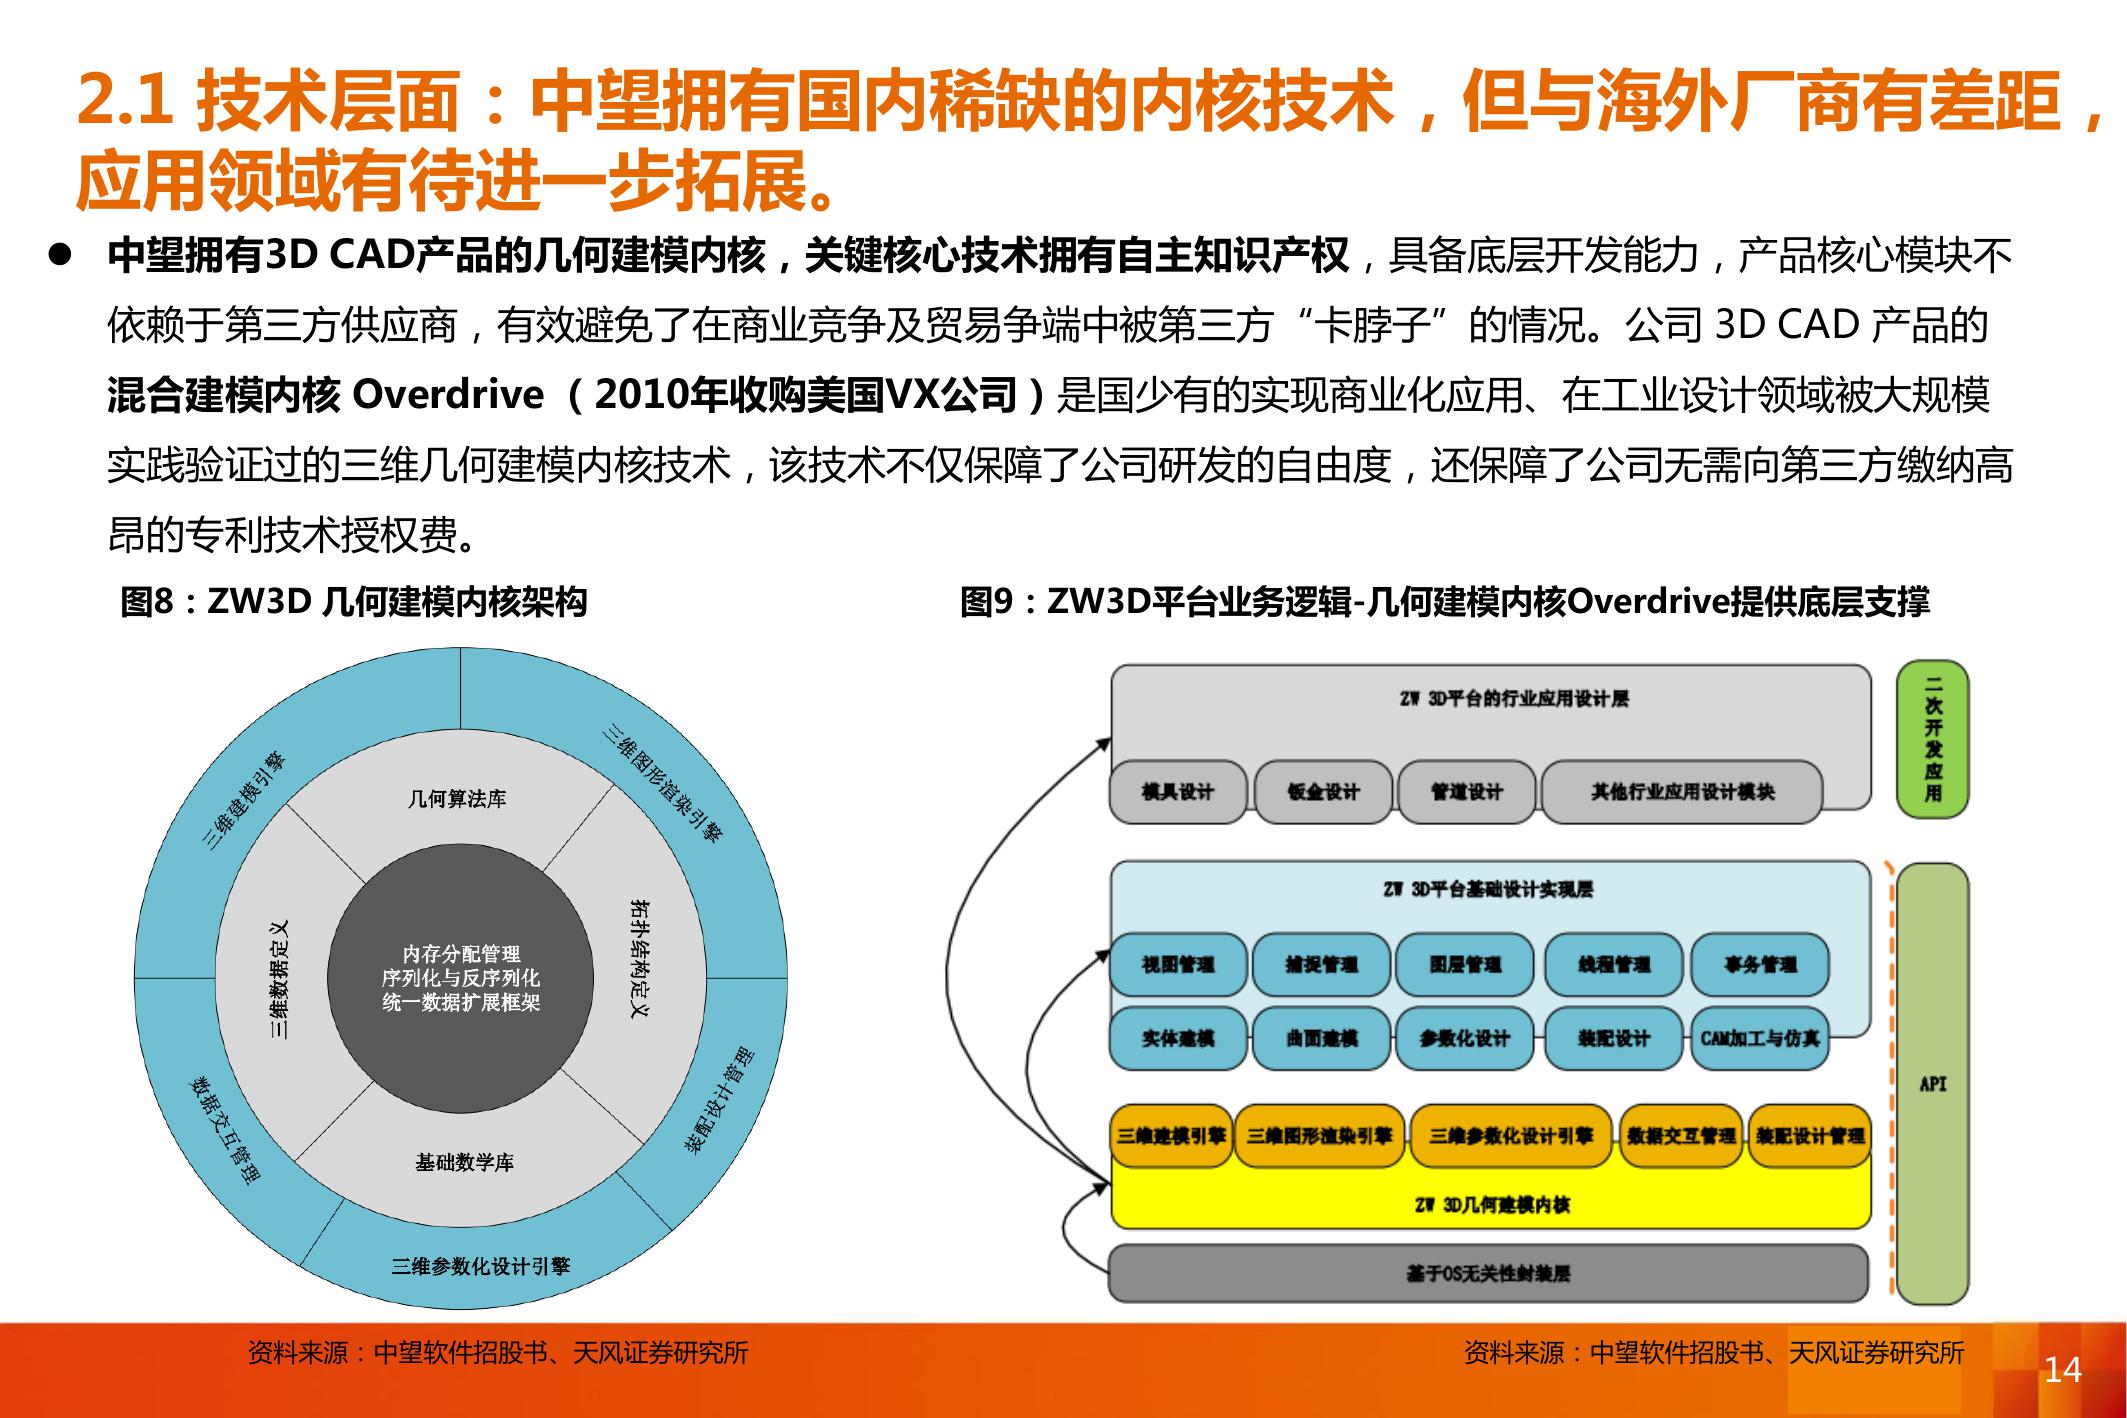 2.1 技术层面：中望拥有国内稀缺的内核技术，但与海外厂商有差距，
应用领域有待进一步拓展。
● 中望拥有3D CAD产品的几何建模内核，关键核心技术拥有自主知识产权，具备底层开发能力，产品核心模块不
依赖于第三方供应商，有效避免了在商业竞争及贸易争端中被第三方“卡脖子”的情况。公司 3D CAD 产品的
混合建模内核 Overdrive （2010年收购美国VX公司）是国少有的实现商业化应用、在工业设计领域被大规模
实践验证过的三维几何建模内核技术，该技术不仅保障了公司研发的自由度，还保障了公司无需向第三方缴纳高
昂的专利技术授权费。
图8：ZW3D 几何建模内核架构
三维建模引擎
三维图形渲染引擎
几何算法库
三维数据定义
拓扑结构定义
内存分配管理
序列化与反序列化
统一数据扩展框架
数据交互管理
装配设计管理
基础数学库
三维参数化设计引擎
图9：ZW3D平台业务逻辑-几何建模内核Overdrive提供底层支撑
ZW 3D平台的行业应用设计层
模具设计 钣金设计 管道设计 其他行业应用设计模块
二次开发应用
ZW 3D平台基础设计实现层
视图管理 捕捉管理 图层管理 线程管理 事务管理
实体建模 曲面建模 参数化设计 装配设计 CAM加工与仿真
API
三维建模引擎 三维图形渲染引擎 三维参数化设计引擎 数据交互管理 装配设计管理
ZW 3D几何建模内核
基于OS无关性封装层
资料来源：中望软件招股书、天风证券研究所
资料来源：中望软件招股书、天风证券研究所
14